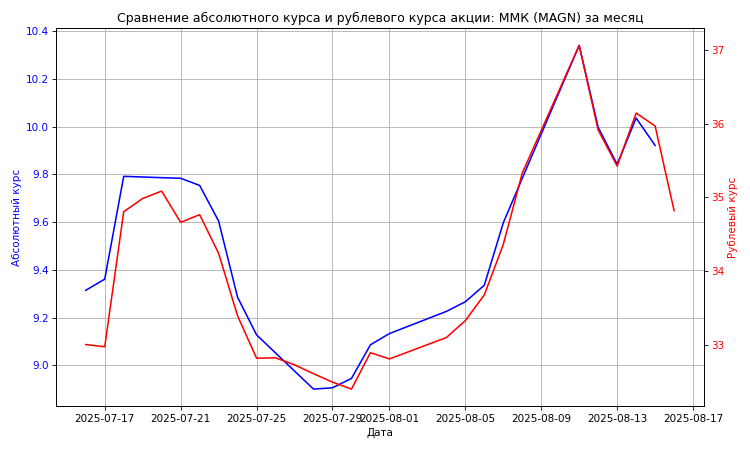 Сравнение абсолютного курса и рублевого курса акции: ММК (MAGN) за месяц
10.4
10.2
10.0
9.8
9.6
9.4
9.2
9.0
Абсолютный курс
37
36
35
34
33
Рублевый курс
2025-07-17 2025-07-21 2025-07-25 2025-07-29 2025-08-01 2025-08-05 2025-08-09 2025-08-13 2025-08-17
Дата